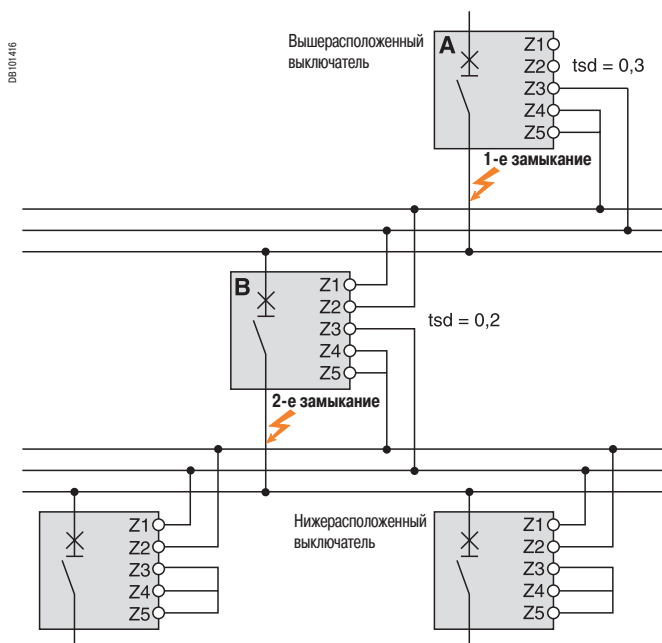 DB101416
Вышерасположенный
выключатель
A
Z1
Z2
Z3
Z4
Z5
tsd = 0,3
1-е замыкание
B
Z1
Z2
Z3
Z4
Z5
tsd = 0,2
2-е замыкание
Z1
Z2
Z3
Z4
Z5
Нижерасположенный
выключатель
Z1
Z2
Z3
Z4
Z5